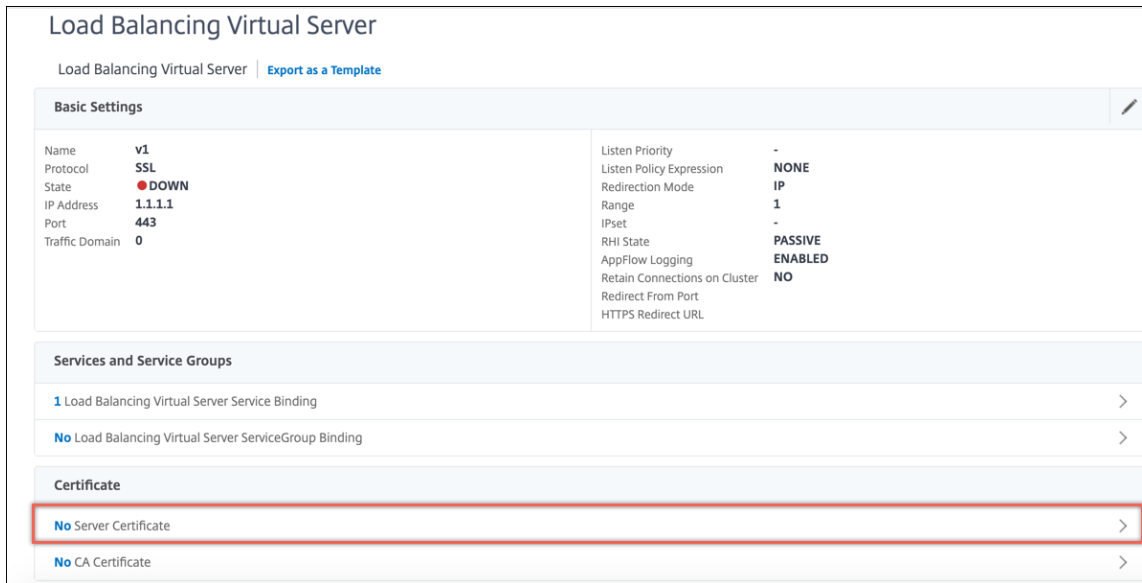 Load Balancing Virtual Server
Load Balancing Virtual Server | Export as a Template
Basic Settings
Name v1
Protocol SSL
State DOWN
IP Address 1.1.1.1
Port 443
Traffic Domain 0
Listen Priority -
Listen Policy Expression NONE
Redirection Mode IP
Range 1
IPset -
RHI State PASSIVE
AppFlow Logging ENABLED
Retain Connections on Cluster NO
Redirect From Port
HTTPS Redirect URL
Services and Service Groups
1 Load Balancing Virtual Server Service Binding
No Load Balancing Virtual Server ServiceGroup Binding
Certificate
No Server Certificate
No CA Certificate